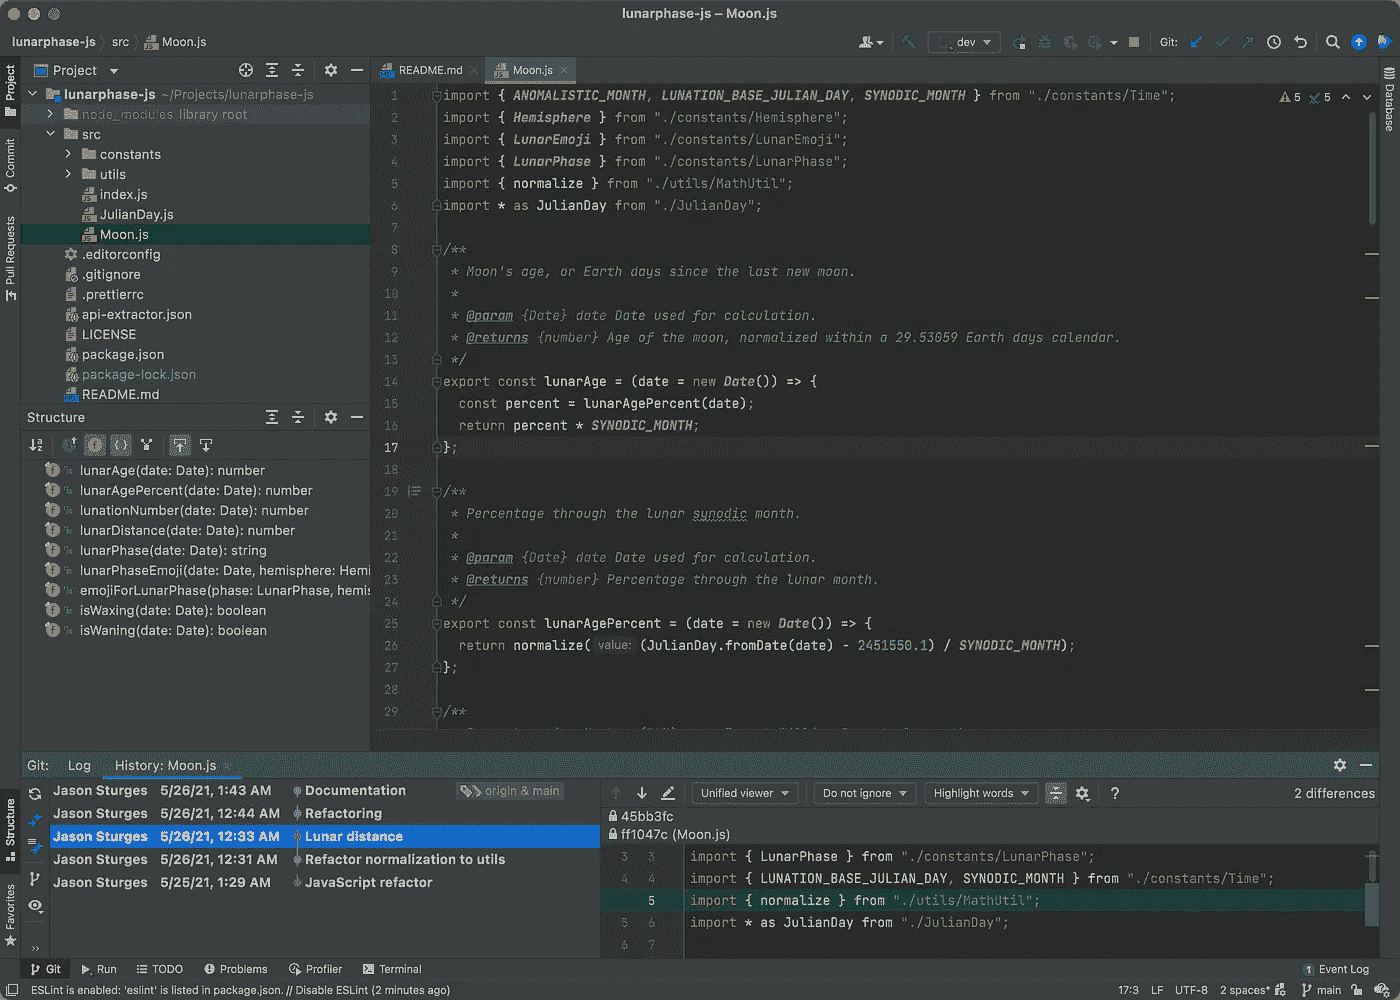 lunarphase-js – Moon.js
lunarphase-js src Moon.js
dev Git:
Project
README.md Moon.js
lunarphase-js ~/Projects/lunarphase-js
node_modules library root
src
constants
utils
index.js
JulianDay.js
Moon.js
.editorconfig
.gitignore
.prettierrc
api-extractor.json
LICENSE
package.json
package-lock.json
README.md
Structure
lunarAge(date: Date): number
lunarAgePercent(date: Date): number
lunationNumber(date: Date): number
lunarDistance(date: Date): number
lunarPhase(date: Date): string
lunarPhaseEmoji(date: Date, hemisphere: Hemi
emojiForLunarPhase(phase: LunarPhase, hemis
isWaxing(date: Date): boolean
isWaning(date: Date): boolean
Project
Commit
Pull Requests
Structure
Favorites
Database
5 5
1 import { ANOMALISTIC_MONTH, LUNATION_BASE_JULIAN_DAY, SYNODIC_MONTH } from "./constants/Time";
2 import { Hemisphere } from "./constants/Hemisphere";
3 import { LunarEmoji } from "./constants/LunarEmoji";
4 import { LunarPhase } from "./constants/LunarPhase";
5 import { normalize } from "./utils/MathUtil";
6 import * as JulianDay from "./JulianDay";
7
8 /**
9 * Moon's age, or Earth days since the last new moon.
10 *
11 * @param {Date} date Date used for calculation.
12 * @returns {number} Age of the moon, normalized within a 29.53059 Earth days calendar.
13 */
14 export const lunarAge = (date = new Date()) => {
15 const percent = lunarAgePercent(date);
16 return percent * SYNODIC_MONTH;
17 };
18
19 /**
20 * Percentage through the lunar synodic month.
21 *
22 * @param {Date} date Date used for calculation.
23 * @returns {number} Percentage through the lunar month.
24 */
25 export const lunarAgePercent = (date = new Date()) => {
26 return normalize( value: (JulianDay.fromDate(date) - 2451550.1) / SYNODIC_MONTH);
27 };
28
29 /**
Git: Log History: Moon.js
Jason Sturges 5/26/21, 1:43 AM Documentation origin & main
Jason Sturges 5/26/21, 12:44 AM Refactoring
Jason Sturges 5/26/21, 12:33 AM Lunar distance
Jason Sturges 5/26/21, 12:31 AM Refactor normalization to utils
Jason Sturges 5/25/21, 1:29 AM JavaScript refactor
Unified viewer Do not ignore Highlight words ? 2 differences
45bb3fc
ff1047c (Moon.js)
3 3 import { LunarPhase } from "./constants/LunarPhase";
4 4 import { LUNATION_BASE_JULIAN_DAY, SYNODIC_MONTH } from "./constants/Time";
5 import { normalize } from "./utils/MathUtil";
5 6 import * as JulianDay from "./JulianDay";
6 7
Git Run TODO Problems Profiler Terminal 1 Event Log
ESLint is enabled: 'eslint' is listed in package.json. // Disable ESLint (2 minutes ago) 17:3 LF UTF-8 2 spaces* main